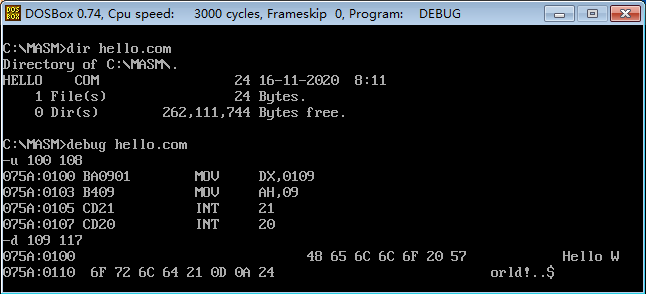 DOS BOX DOSBox 0.74, Cpu speed: 3000 cycles, Frameskip 0, Program: DEBUG
C:\MASM>dir hello.com
Directory of C:\MASM\.
HELLO COM 24 16-11-2020 8:11
1 File(s) 24 Bytes.
0 Dir(s) 262,111,744 Bytes free.
C:\MASM>debug hello.com
-u 100 108
075A:0100 BA0901 MOV DX,0109
075A:0103 B409 MOV AH,09
075A:0105 CD21 INT 21
075A:0107 CD20 INT 20
-d 109 117
075A:0100 48 65 6C 6C 6F 20 57 Hello W
075A:0110 6F 72 6C 64 21 0D 0A 24 orld!..$